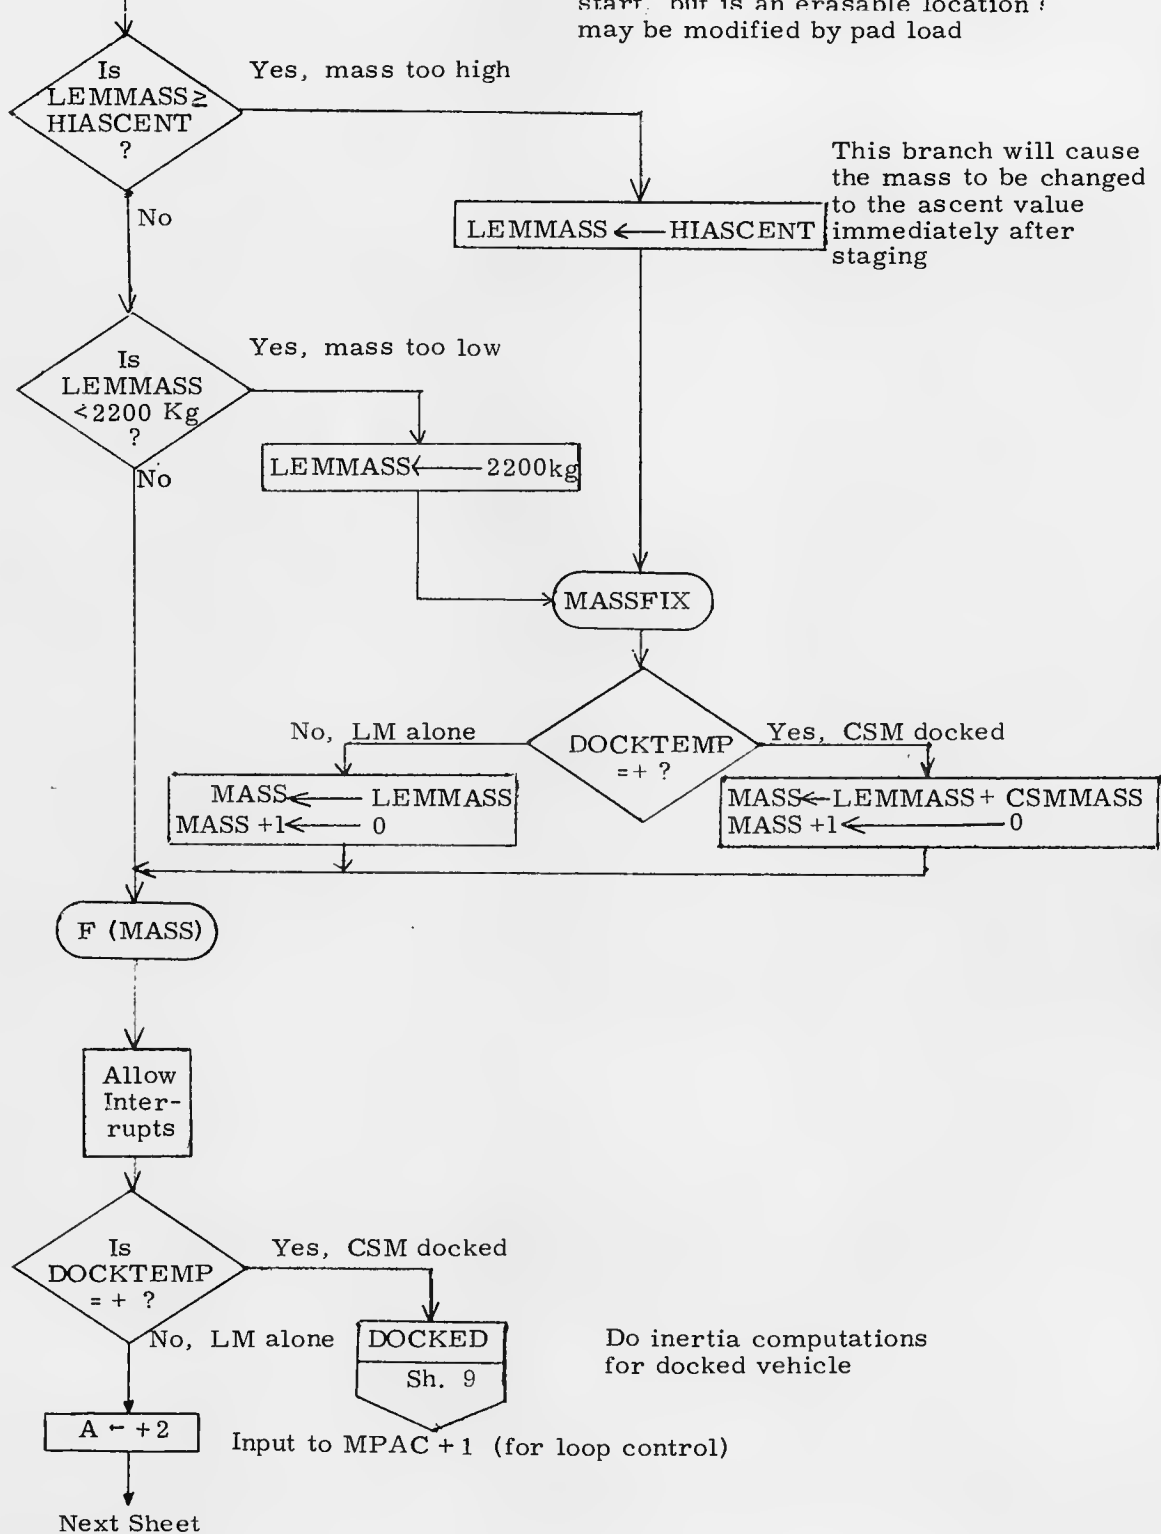 start, but is an erasable location
may be modified by pad load
Is
LEMMASS ≥
HIASCENT
?
Yes, mass too high
No
This branch will cause
the mass to be changed
to the ascent value
immediately after
staging
LEMMASS ← HIASCENT
Is
LEMMASS
<2200 Kg
?
Yes, mass too low
No
LEMMASS ← 2200kg
MASSFIX
DOCKTEMP
=+ ?
No, LM alone
Yes, CSM docked
MASS ← LEMMASS
MASS +1 ← 0
MASS ← LEMMASS + CSMMASS
MASS +1 ← 0
F (MASS)
Allow
Inter-
rupts
Is
DOCKTEMP
= + ?
Yes, CSM docked
No, LM alone
DOCKED
Sh. 9
Do inertia computations
for docked vehicle
A ← +2
Input to MPAC +1 (for loop control)
Next Sheet